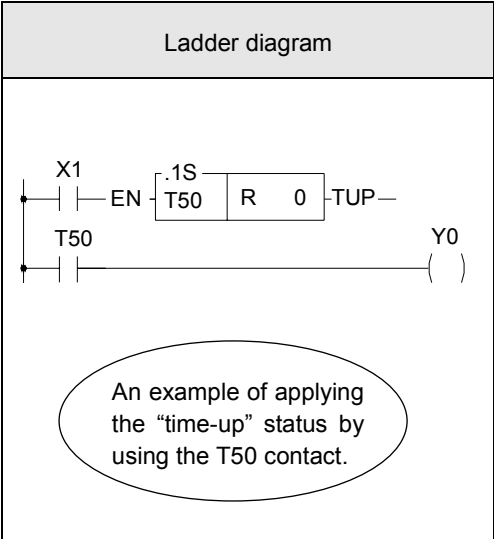 Ladder diagram
X1
EN .1S T50 R 0 TUP
T50 Y0
( )
An example of applying
the “time-up” status by
using the T50 contact.